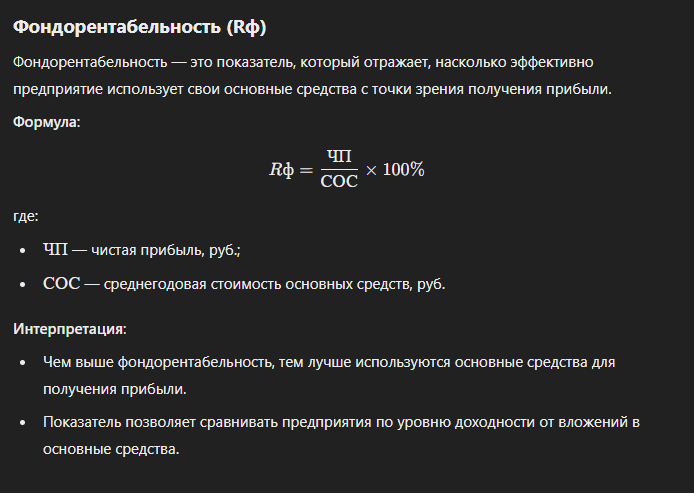 Фондорентабельность (Rф)
Фондорентабельность — это показатель, который отражает, насколько эффективно
предприятие использует свои основные средства с точки зрения получения прибыли.
Формула:
Rф = ЧП / СОС × 100%
где:
• ЧП — чистая прибыль, руб.;
• СОС — среднегодовая стоимость основных средств, руб.
Интерпретация:
• Чем выше фондорентабельность, тем лучше используются основные средства для
получения прибыли.
• Показатель позволяет сравнивать предприятия по уровню доходности от вложений в
основные средства.